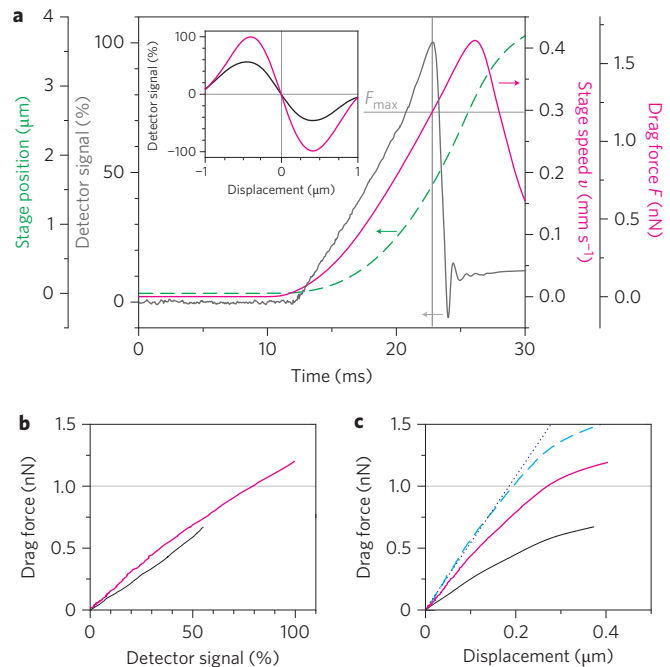 a
Stage position (μm)
4
3
2
1
0
Detector signal (%)
100
50
0
Detector signal (%)
100
0
−100
−1
0
1
Displacement (μm)
Fmax
0.4
0.3
0.2
0.1
0.0
Stage speed υ (mm s⁻¹)
1.5
1.0
0.5
0.0
Drag force F (nN)
0
10
20
30
Time (ms)
b
Drag force (nN)
1.5
1.0
0.5
0
0
50
100
Detector signal (%)
c
Drag force (nN)
1.5
1.0
0.5
0
0
0.2
0.4
Displacement (μm)